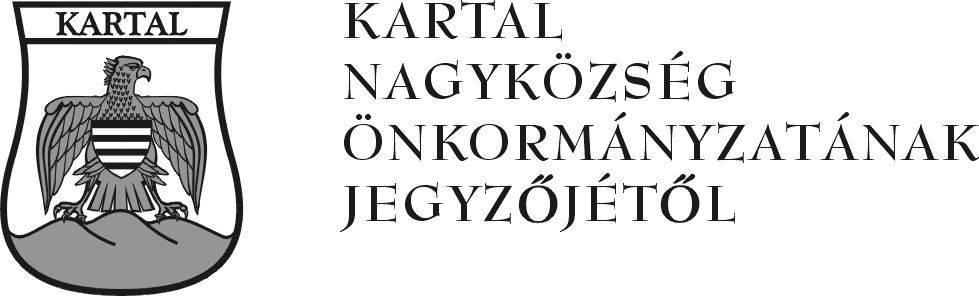 KARTAL
KARTAL
NAGYKÖZSÉG
ÖNKORMÁNYZATÁNAK
JEGYZŐJÉTŐL